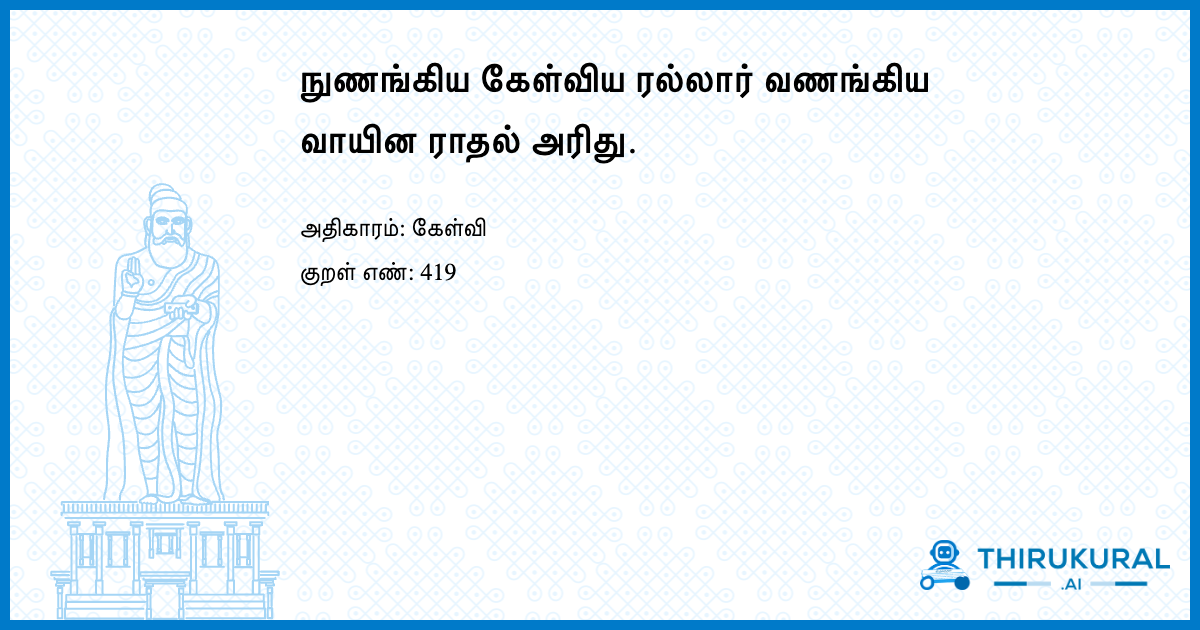 நுணங்கிய கேள்விய ரல்லார் வணங்கிய
வாயின ராதல் அரிது.
அதிகாரம்: கேள்வி
குறள் எண்: 419
THIRUKURAL
.AI